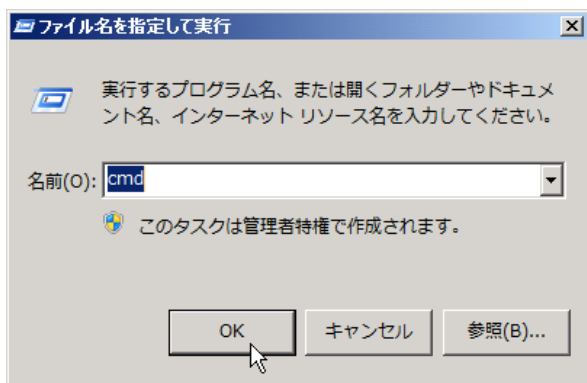 ファイル名を指定して実行
実行するプログラム名、または開くフォルダーやドキュメ
ント名、インターネット リソース名を入力してください。
名前(O): cmd
このタスクは管理者特権で作成されます。
OK キャンセル 参照(B)...